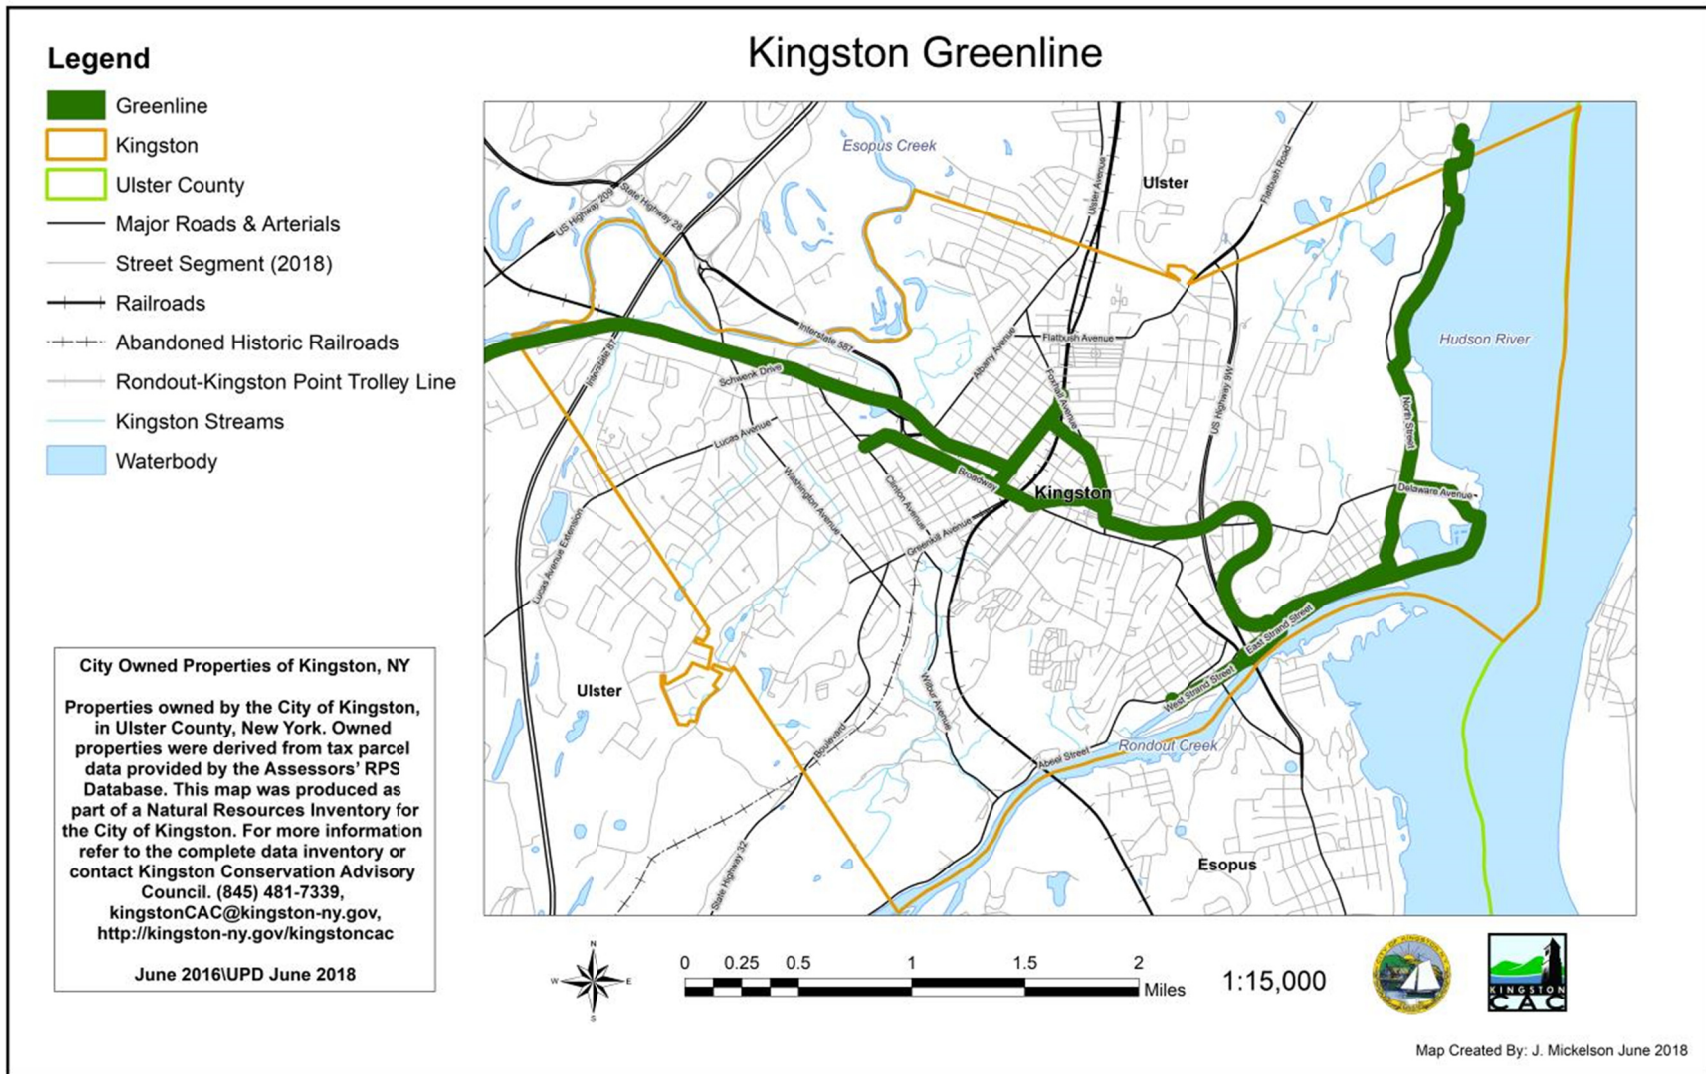 Kingston Greenline
Legend
Greenline
Kingston
Ulster County
Major Roads & Arterials
Street Segment (2018)
Railroads
Abandoned Historic Railroads
Rondout-Kingston Point Trolley Line
Kingston Streams
Waterbody
City Owned Properties of Kingston, NY
Properties owned by the City of Kingston,
in Ulster County, New York. Owned
properties were derived from tax parcel
data provided by the Assessors' RPS
Database. This map was produced as
part of a Natural Resources Inventory for
the City of Kingston. For more information
refer to the complete data inventory or
contact Kingston Conservation Advisory
Council. (845) 481-7339,
kingstonCAC@kingston-ny.gov,
http://kingston-ny.gov/kingstoncac
June 2016\UPD June 2018
Esopus Creek
Ulster
Ulster Avenue
Flatbush Road
US Highway 209
State Highway 28
Interstate 87
Interstate 587
Flatbush Avenue
Albany Avenue
Foxhall Avenue
US Highway 9W
Hudson River
Schwenk Drive
Lucas Avenue
Lucas Avenue Extension
Washington Avenue
Clinton Avenue
Broadway
Kingston
Greenkill Avenue
North Street
Delaware Avenue
East Strand Street
West Strand Street
Rondout Creek
Abeel Street
Wilbur Avenue
Boulevard
State Highway 32
Ulster
Esopus
N
W
E
S
0 0.25 0.5 1 1.5 2
Miles
1:15,000
CITY OF KINGSTON
KINGSTON
CAC
Map Created By: J. Mickelson June 2018